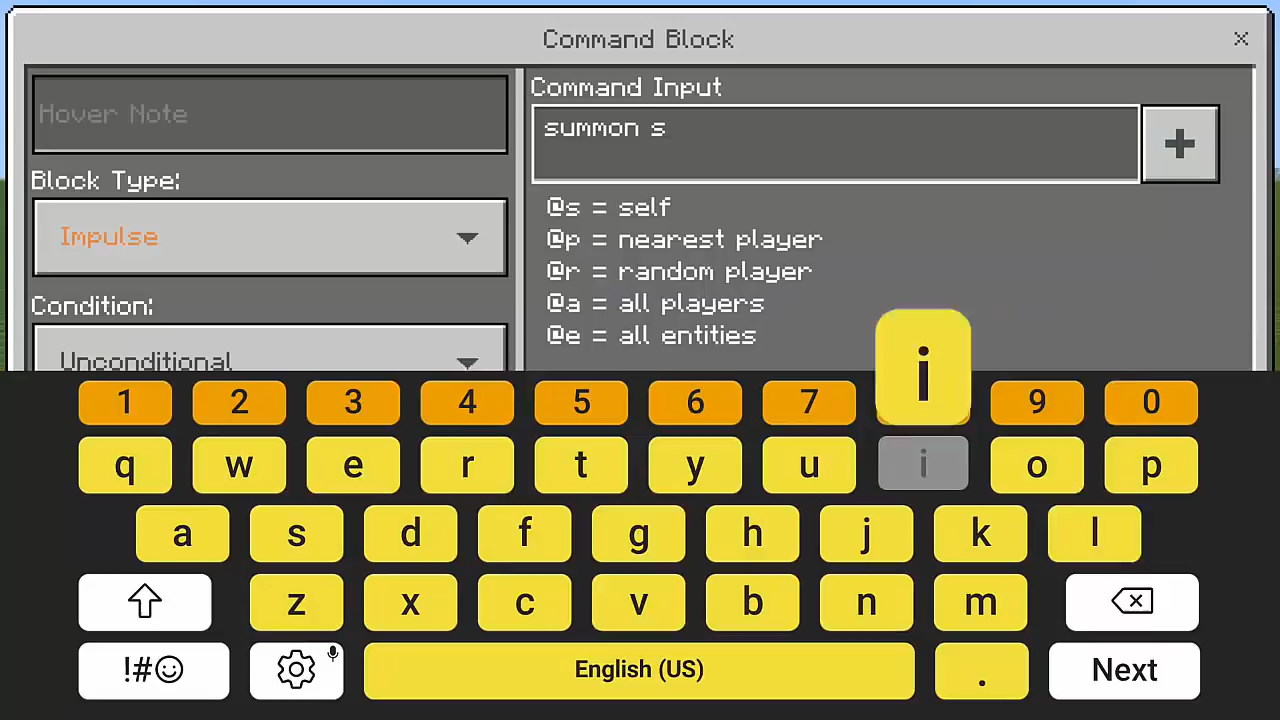 Command Block
Hover Note
Block Type:
Impulse
Condition:
Unconditional
Command Input
summon s
@s = self
@p = nearest player
@r = random player
@a = all players
@e = all entities
i
1 2 3 4 5 6 7 9 0
q w e r t y u i o p
a s d f g h j k l
z x c v b n m
!#☺ English (US) . Next